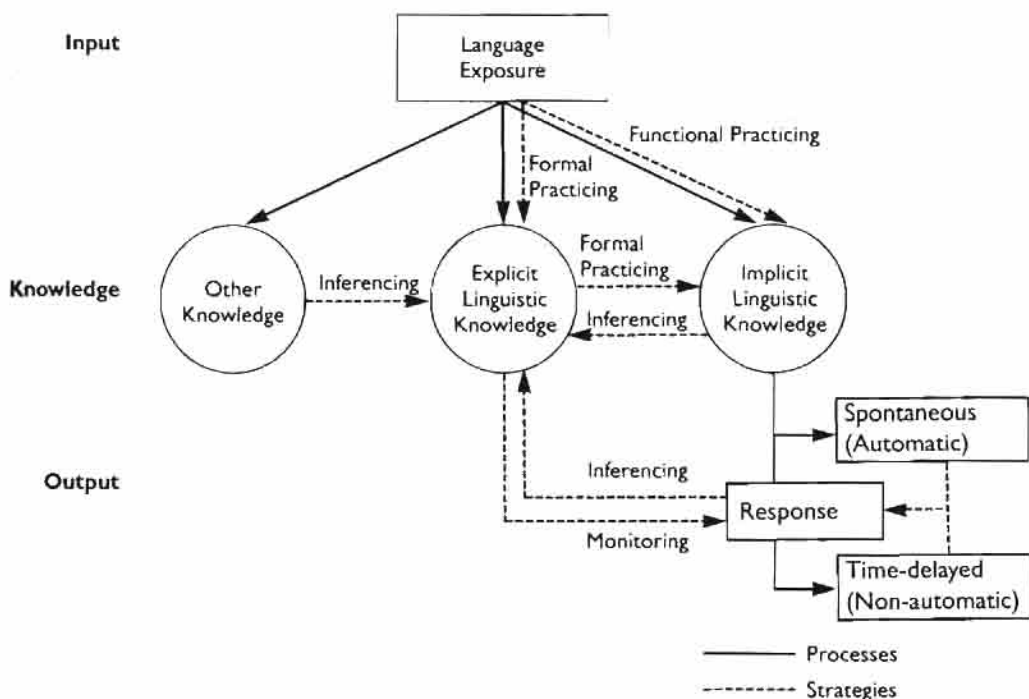 Input
Language
Exposure
Functional Practicing
Formal
Practicing
Knowledge
Other
Knowledge
Inferencing
Explicit
Linguistic
Knowledge
Formal
Practicing
Inferencing
Implicit
Linguistic
Knowledge
Spontaneous
(Automatic)
Output
Inferencing
Response
Monitoring
Time-delayed
(Non-automatic)
Processes
Strategies